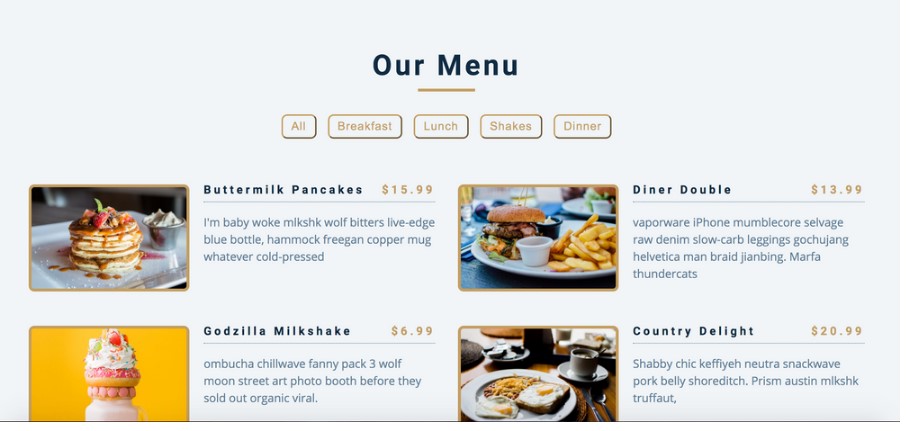 Our Menu
All
Breakfast
Lunch
Shakes
Dinner
Buttermilk Pancakes $15.99
I'm baby woke mlkshk wolf bitters live-edge
blue bottle, hammock freegan copper mug
whatever cold-pressed
Diner Double $13.99
vaporware iPhone mumblecore selvage
raw denim slow-carb leggings gochujang
helvetica man braid jianbing. Marfa
thundercats
Godzilla Milkshake $6.99
ombucha chillwave fanny pack 3 wolf
moon street art photo booth before they
sold out organic viral.
Country Delight $20.99
Shabby chic keffiyeh neutra snackwave
pork belly shoreditch. Prism austin mlkshk
truffaut,